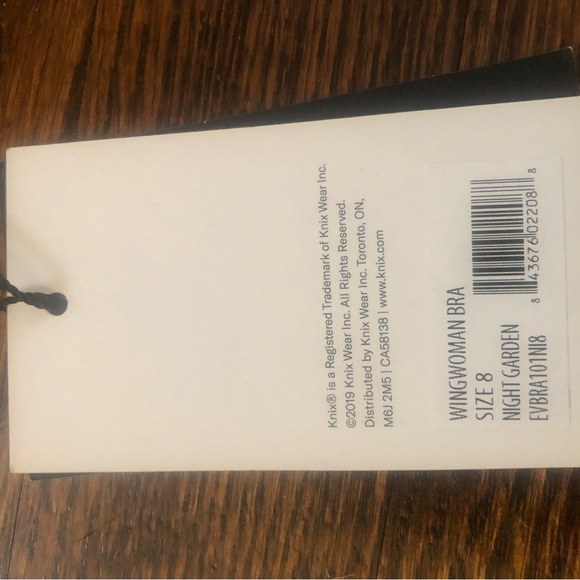 Knix® is a Registered Trademark of Knix Wear Inc.
©2019 Knix Wear Inc. All Rights Reserved.
Distributed by Knix Wear Inc. Toronto, ON,
M6J 2M5 | CA58138 | www.knix.com
WINGWOMAN BRA
SIZE 8
NIGHT GARDEN
EVBRA101NI8
8 43676 02208 8